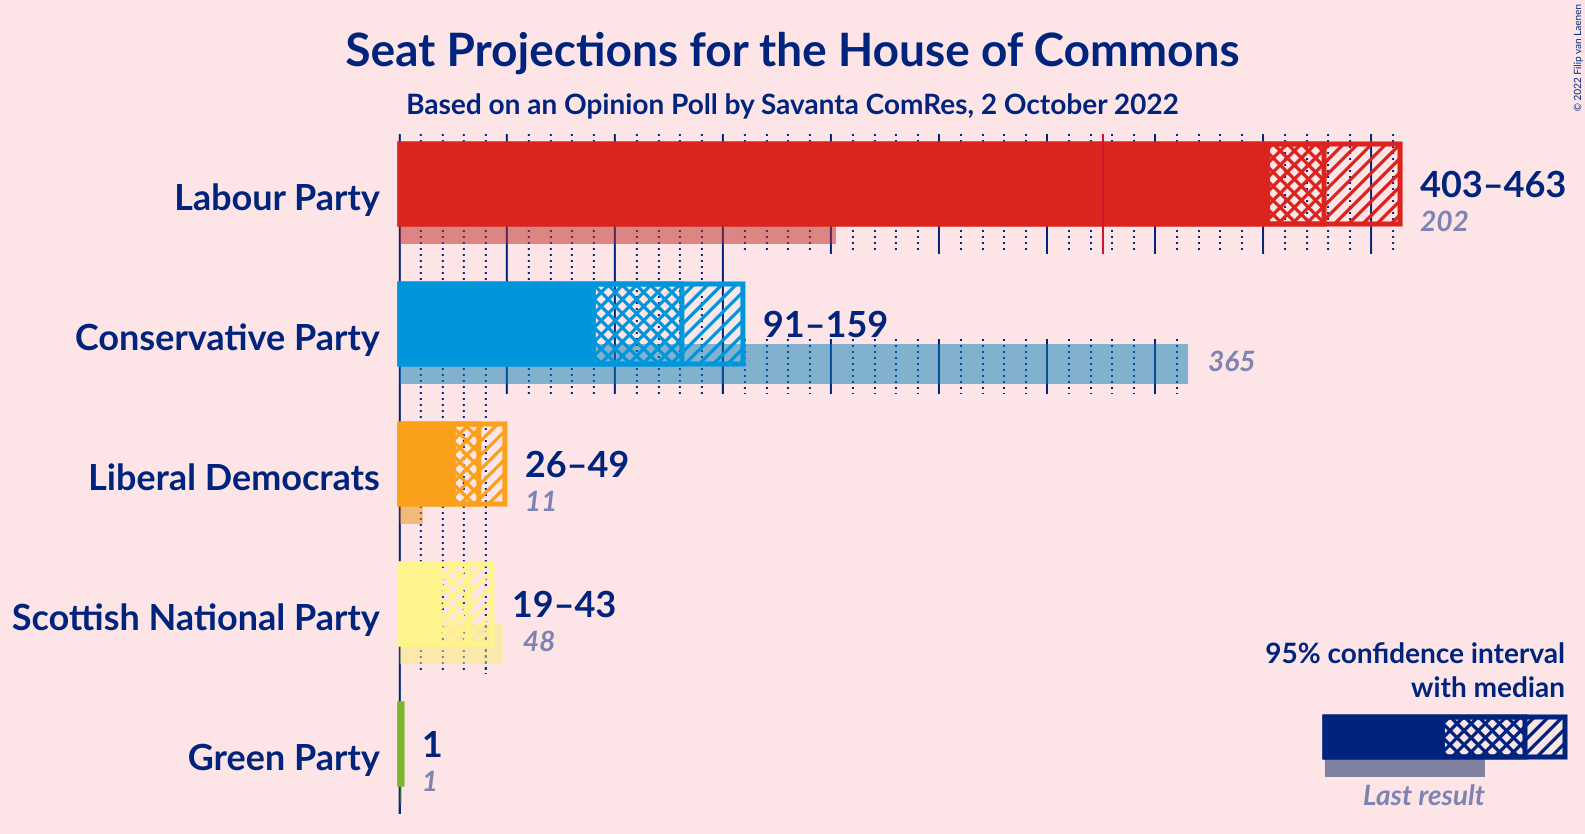 Seat Projections for the House of Commons
Based on an Opinion Poll by Savanta ComRes, 2 October 2022
© 2022 Filip van Laenen
Labour Party
403–463
202
Conservative Party
91–159
365
Liberal Democrats
26–49
11
Scottish National Party
19–43
48
Green Party
1
1
95% confidence interval
with median
Last result